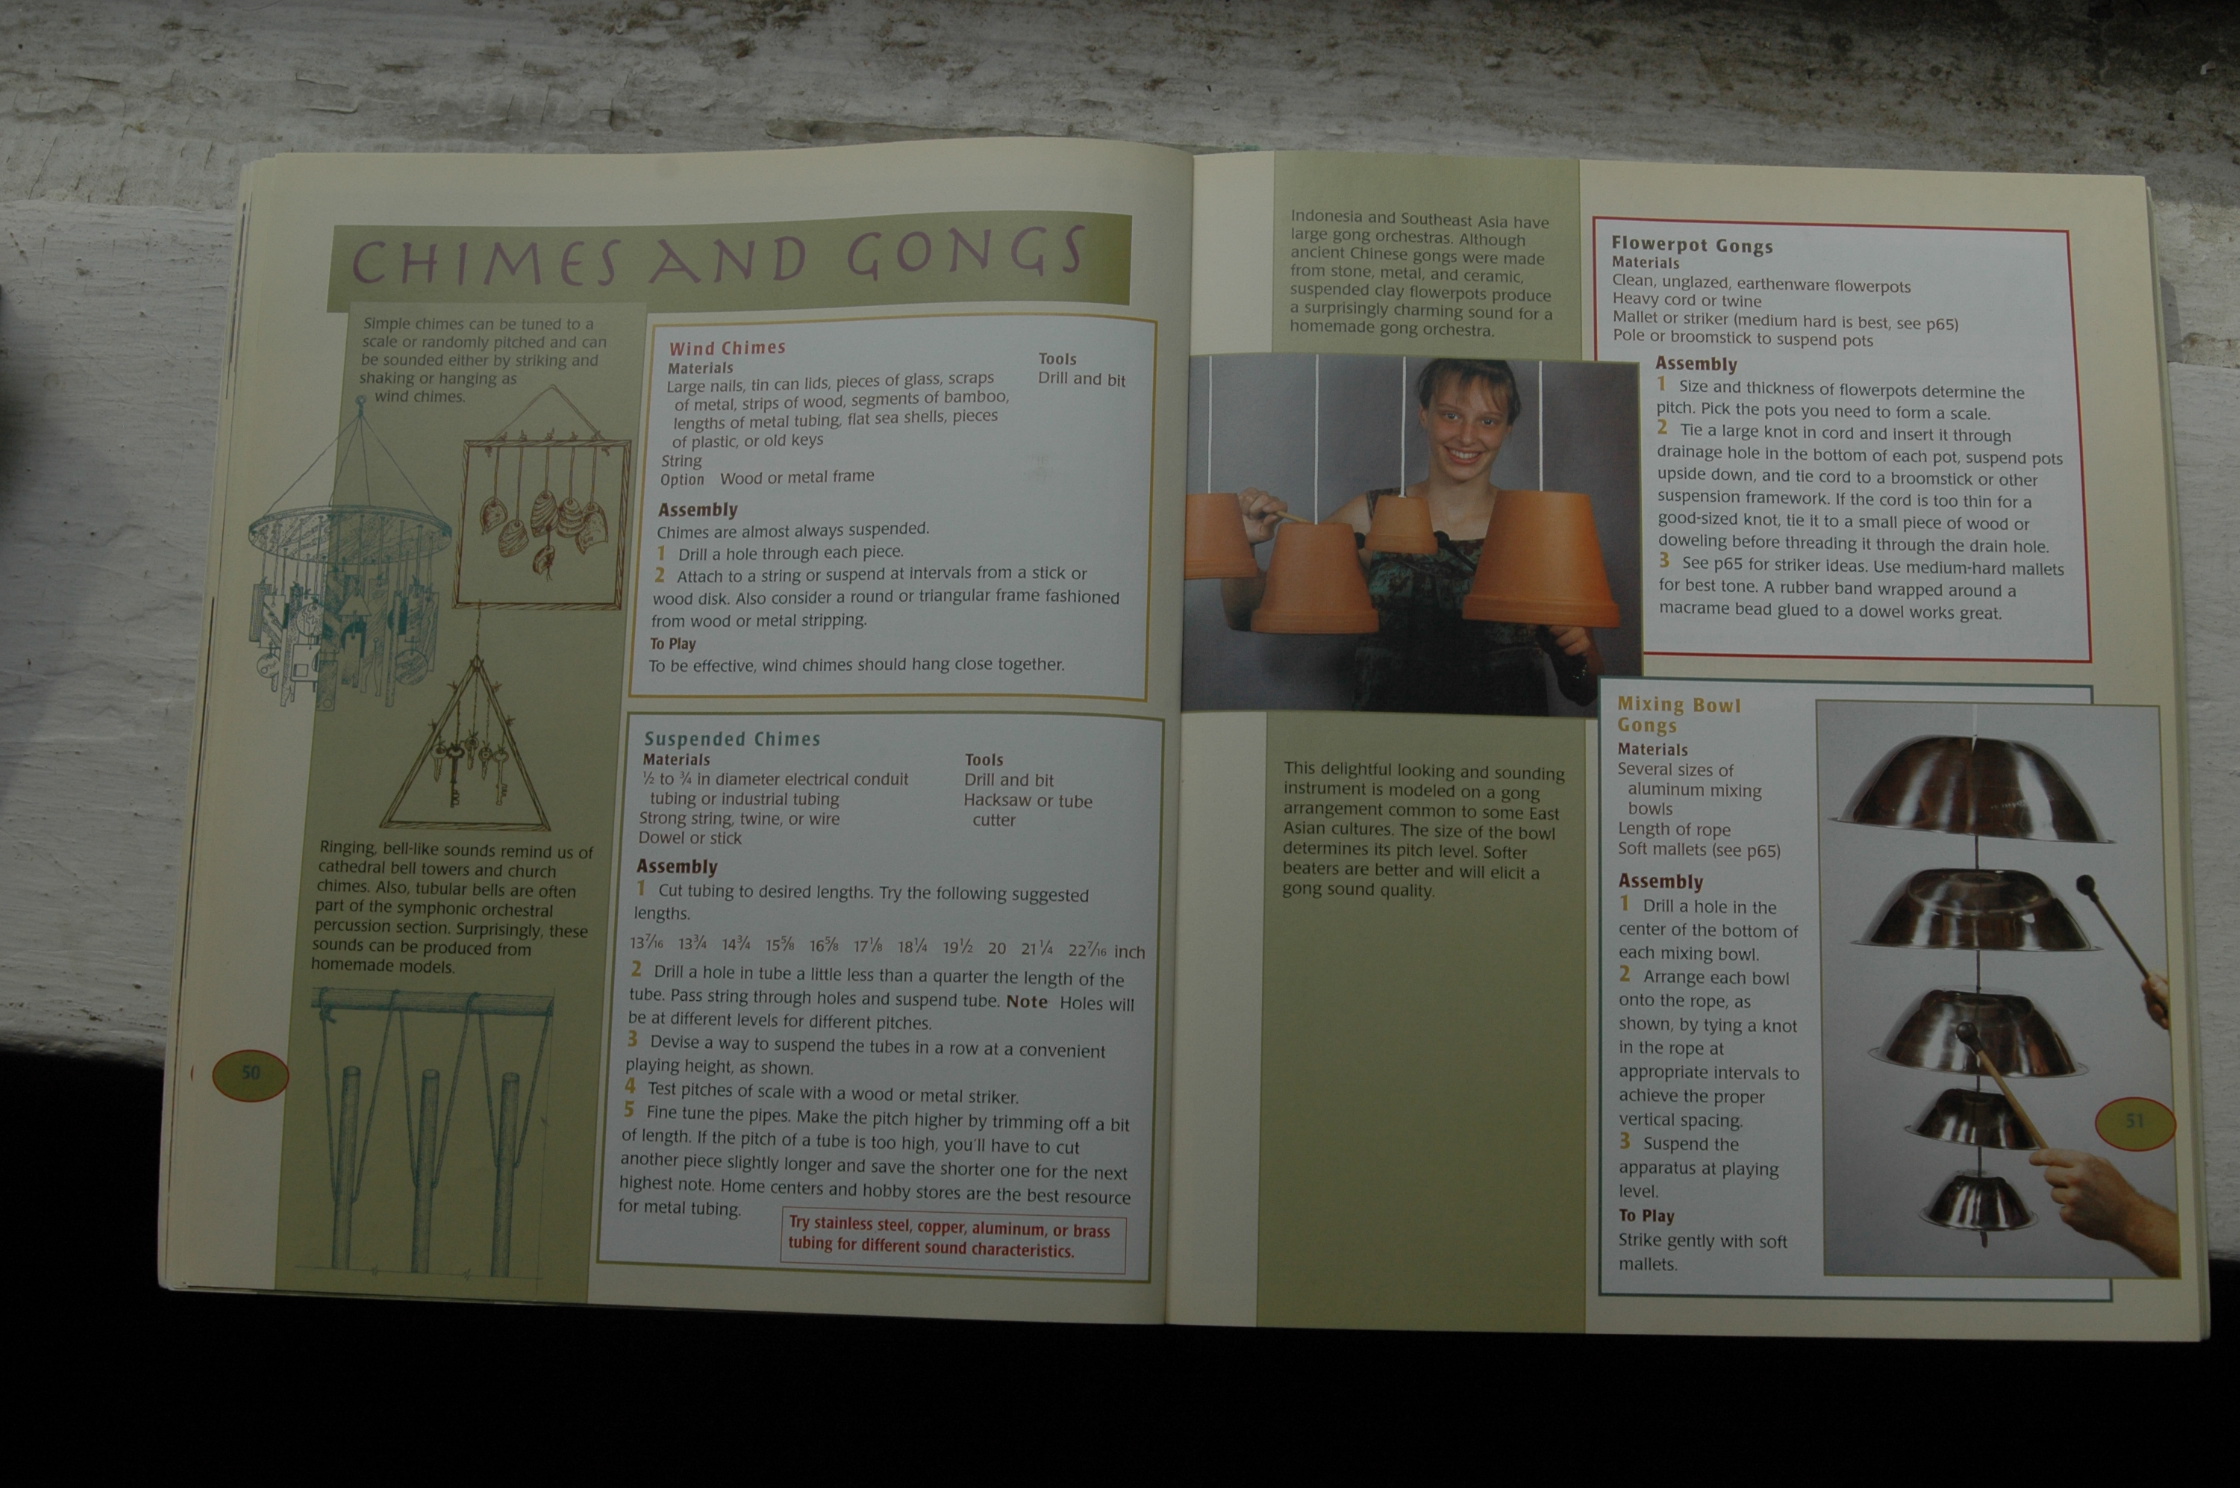 CHIMES AND GONGS
Simple chimes can be tuned to a
scale or randomly pitched and can
be sounded either by striking and
shaking or hanging as
wind chimes.
Wind Chimes
Materials
Large nails, tin can lids, pieces of glass, scraps
of metal, strips of wood, segments of bamboo,
lengths of metal tubing, flat sea shells, pieces
of plastic, or old keys
String
Option Wood or metal frame
Tools
Drill and bit
Assembly
Chimes are almost always suspended.
1 Drill a hole through each piece.
2 Attach to a string or suspend at intervals from a stick or
wood disk. Also consider a round or triangular frame fashioned
from wood or metal stripping.
To Play
To be effective, wind chimes should hang close together.
Ringing, bell-like sounds remind us of
cathedral bell towers and church
chimes. Also, tubular bells are often
part of the symphonic orchestral
percussion section. Surprisingly, these
sounds can be produced from
homemade models.
Suspended Chimes
Materials
½ to ¾ in diameter electrical conduit
tubing or industrial tubing
Strong string, twine, or wire
Dowel or stick
Tools
Drill and bit
Hacksaw or tube
cutter
Assembly
1 Cut tubing to desired lengths. Try the following suggested
lengths.
13 7/16 13¾ 14¾ 15⅝ 16⅝ 17⅛ 18¼ 19½ 20 21¼ 22 7/16 inch
2 Drill a hole in tube a little less than a quarter the length of the
tube. Pass string through holes and suspend tube. Note Holes will
be at different levels for different pitches.
3 Devise a way to suspend the tubes in a row at a convenient
playing height, as shown.
4 Test pitches of scale with a wood or metal striker.
5 Fine tune the pipes. Make the pitch higher by trimming off a bit
of length. If the pitch of a tube is too high, you'll have to cut
another piece slightly longer and save the shorter one for the next
highest note. Home centers and hobby stores are the best resource
for metal tubing.
Try stainless steel, copper, aluminum, or brass
tubing for different sound characteristics.
50
Indonesia and Southeast Asia have
large gong orchestras. Although
ancient Chinese gongs were made
from stone, metal, and ceramic,
suspended clay flowerpots produce
a surprisingly charming sound for a
homemade gong orchestra.
Flowerpot Gongs
Materials
Clean, unglazed, earthenware flowerpots
Heavy cord or twine
Mallet or striker (medium hard is best, see p65)
Pole or broomstick to suspend pots
Assembly
1 Size and thickness of flowerpots determine the
pitch. Pick the pots you need to form a scale.
2 Tie a large knot in cord and insert it through
drainage hole in the bottom of each pot, suspend pots
upside down, and tie cord to a broomstick or other
suspension framework. If the cord is too thin for a
good-sized knot, tie it to a small piece of wood or
doweling before threading it through the drain hole.
3 See p65 for striker ideas. Use medium-hard mallets
for best tone. A rubber band wrapped around a
macrame bead glued to a dowel works great.
This delightful looking and sounding
instrument is modeled on a gong
arrangement common to some East
Asian cultures. The size of the bowl
determines its pitch level. Softer
beaters are better and will elicit a
gong sound quality.
Mixing Bowl
Gongs
Materials
Several sizes of
aluminum mixing
bowls
Length of rope
Soft mallets (see p65)
Assembly
1 Drill a hole in the
center of the bottom of
each mixing bowl.
2 Arrange each bowl
onto the rope, as
shown, by tying a knot
in the rope at
appropriate intervals to
achieve the proper
vertical spacing.
3 Suspend the
apparatus at playing
level.
To Play
Strike gently with soft
mallets.
51